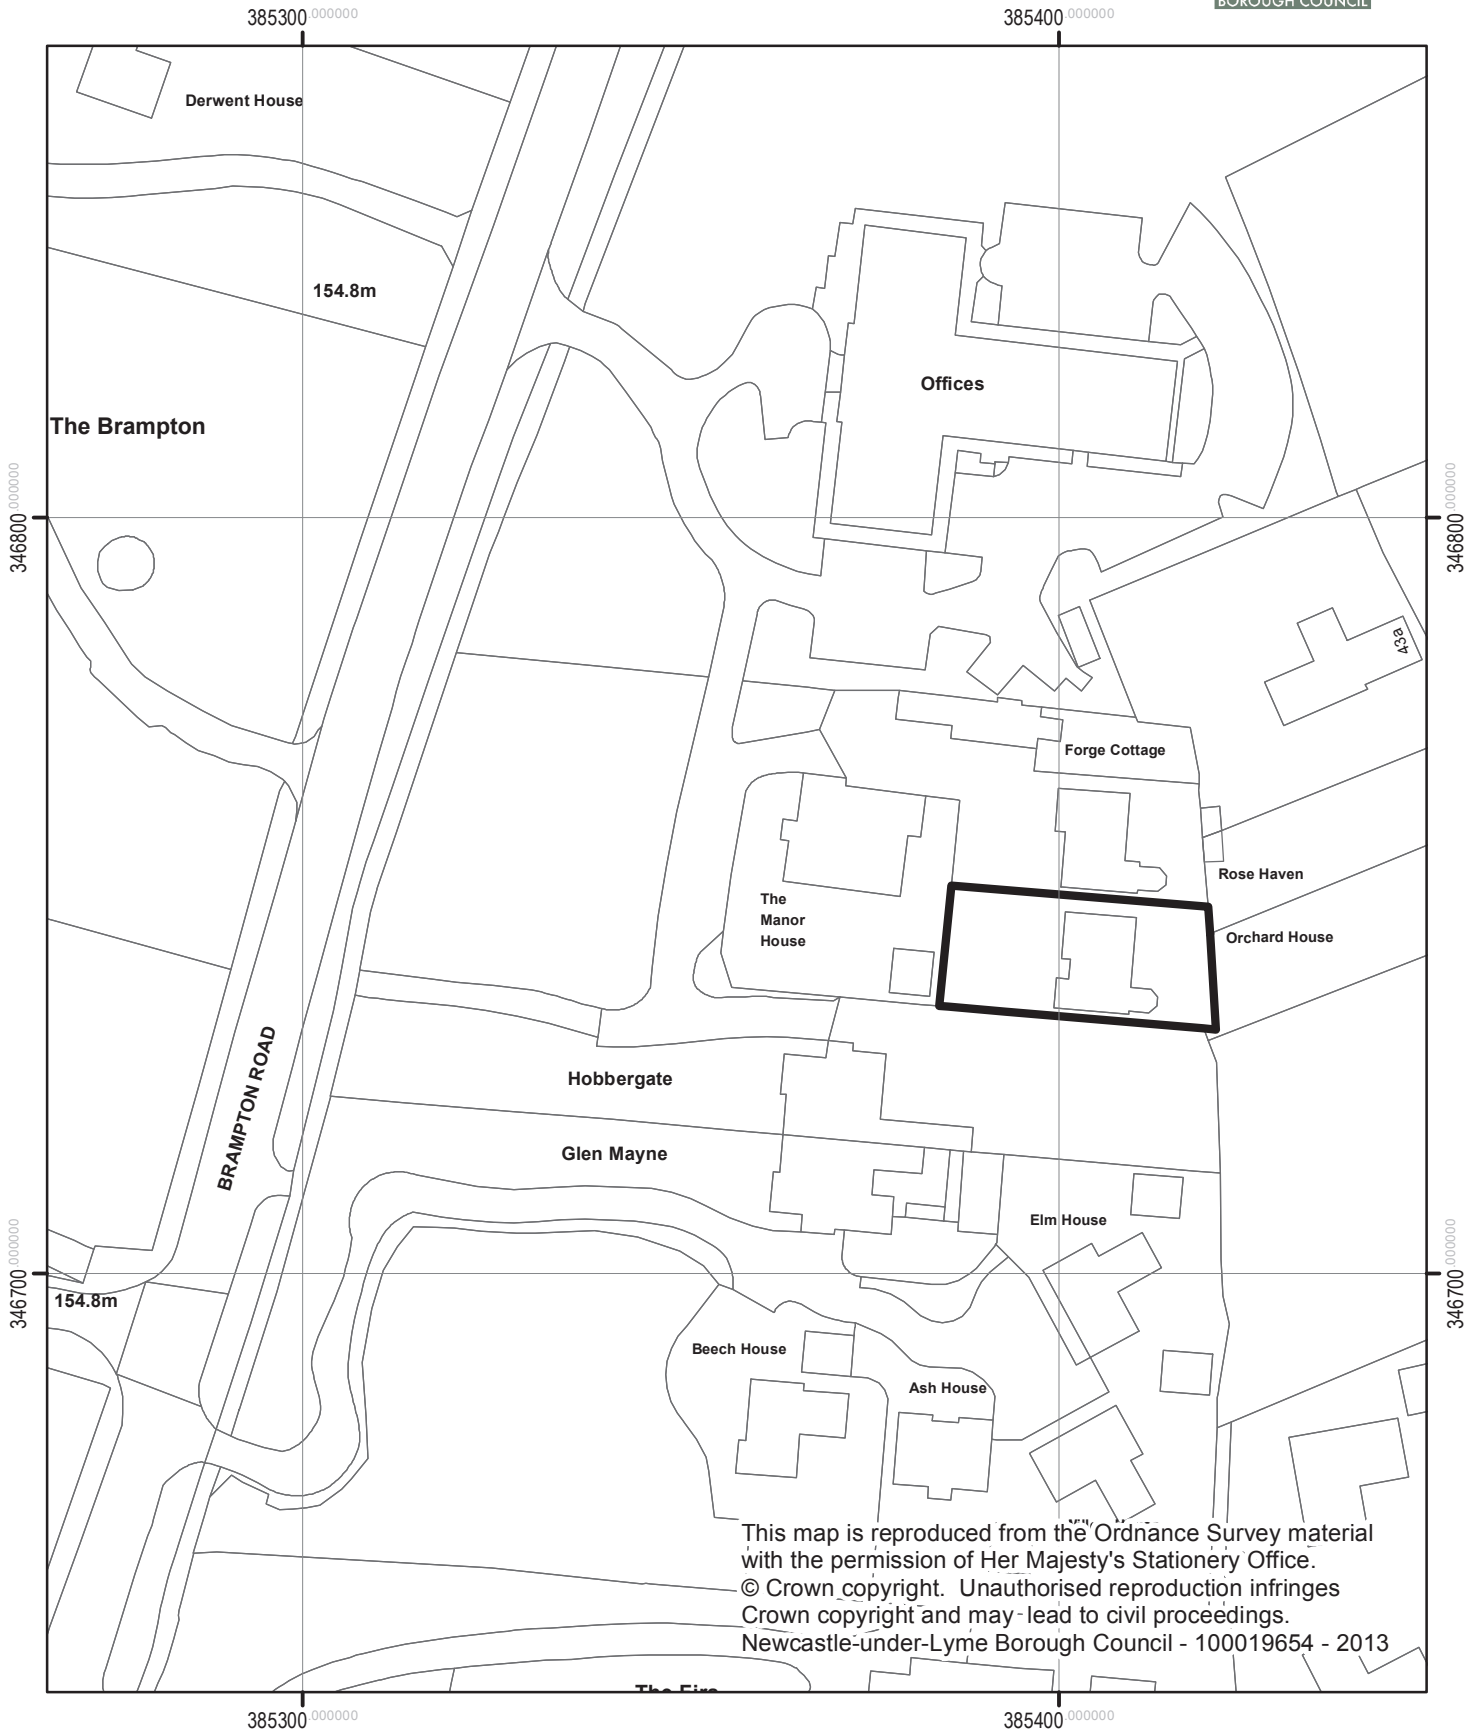 BOROUGH COUNCIL
385300.000000
385400.000000
Derwent House
154.8m
Offices
The Brampton
346800.000000
346800.000000
43a
Forge Cottage
Rose Haven
The
Manor
House
Orchard House
BRAMPTON ROAD
Hobbergate
Glen Mayne
Elm House
346700.000000
346700.000000
154.8m
Beech House
Ash House
This map is reproduced from the Ordnance Survey material
with the permission of Her Majesty's Stationery Office.
© Crown copyright. Unauthorised reproduction infringes
Crown copyright and may lead to civil proceedings.
Newcastle-under-Lyme Borough Council - 100019654 - 2013
The Firs
385300.000000
385400.000000